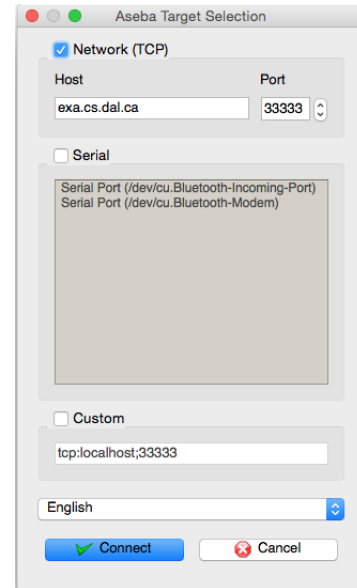 Aseba Target Selection
Network (TCP)
Host Port
exa.cs.dal.ca 33333
Serial
Serial Port (/dev/cu.Bluetooth-Incoming-Port)
Serial Port (/dev/cu.Bluetooth-Modem)
Custom
tcp:localhost;33333
English
Connect Cancel